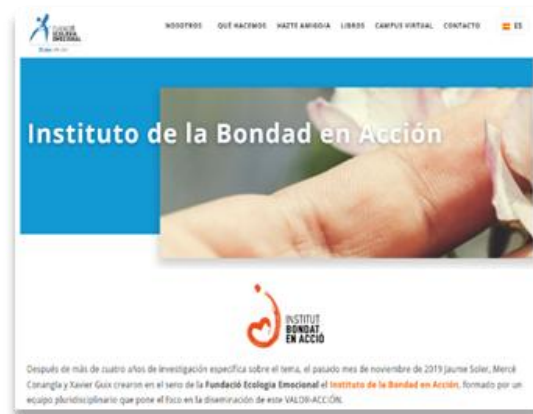 FUNDACIÓ
ECOLOGIA
EMOCIONAL
NOSOTROS QUÉ HACEMOS HAZTE AMIGO/A LIBROS CAMPUS VIRTUAL CONTACTO ES
Instituto de la Bondad en Acción
INSTITUT
BONDAT
EN ACCIÓ
Después de más de cuatro años de investigación específica sobre el tema, el pasado mes de noviembre de 2019 Jaume Soler, Mercè
Conangla y Xavier Guix crearon en el seno de la Fundació Ecologia Emocional el Instituto de la Bondad en Acción, formado por un
equipo pluridisciplinario que pone el foco en la diseminación de este VALOR-ACCIÓN.